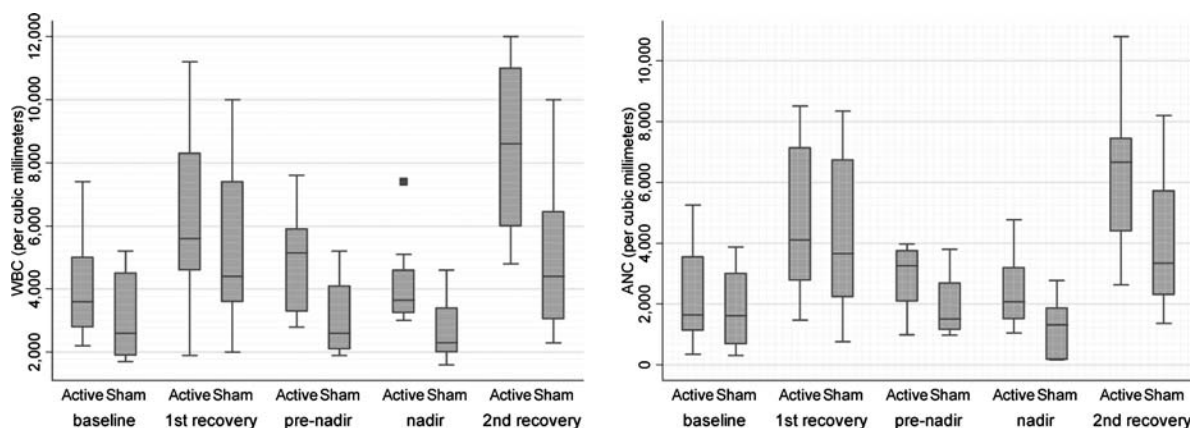 WBC (per cubic millimeters)
12,000
10,000
8,000
6,000
4,000
2,000
Active Sham Active Sham Active Sham Active Sham Active Sham
baseline 1st recovery pre-nadir nadir 2nd recovery
ANC (per cubic millimeters)
10,000
8,000
6,000
4,000
2,000
0
Active Sham Active Sham Active Sham Active Sham Active Sham
baseline 1st recovery pre-nadir nadir 2nd recovery